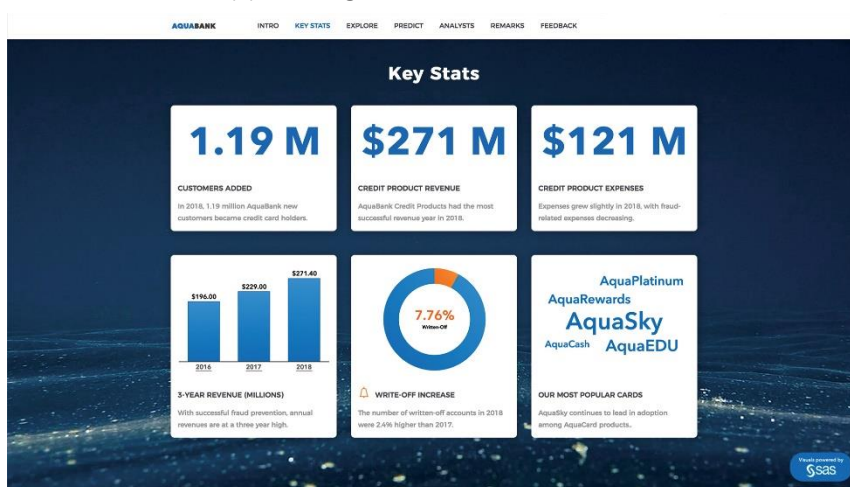 AQUABANK INTRO KEY STATS EXPLORE PREDICT ANALYSTS REMARKS FEEDBACK
Key Stats
1.19 M
CUSTOMERS ADDED
In 2018, 1.19 million AquaBank new
customers became credit card holders.
$271 M
CREDIT PRODUCT REVENUE
AquaBank Credit Products had the most
successful revenue year in 2018.
$121 M
CREDIT PRODUCT EXPENSES
Expenses grew slightly in 2018, with fraud-
related expenses decreasing.
$196.00
$229.00
$271.40
2016 2017 2018
3-YEAR REVENUE (MILLIONS)
With successful fraud prevention, annual
revenues are at a three year high.
7.76%
Written-Off
WRITE-OFF INCREASE
The number of written-off accounts in 2018
were 2.4% higher than 2017.
AquaPlatinum
AquaRewards
AquaSky
AquaCash AquaEDU
OUR MOST POPULAR CARDS
AquaSky continues to lead in adoption
among AquaCard products.
Visuals powered by
sas